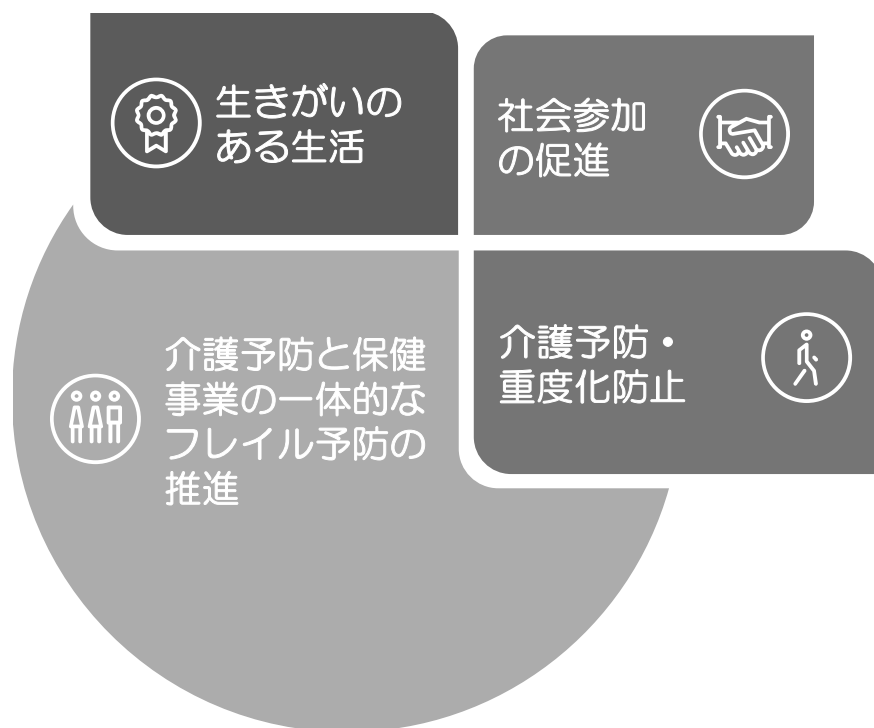 生きがいの
ある生活
社会参加
の促進
介護予防と保健
事業の一体的な
フレイル予防の
推進
介護予防・
重度化防止